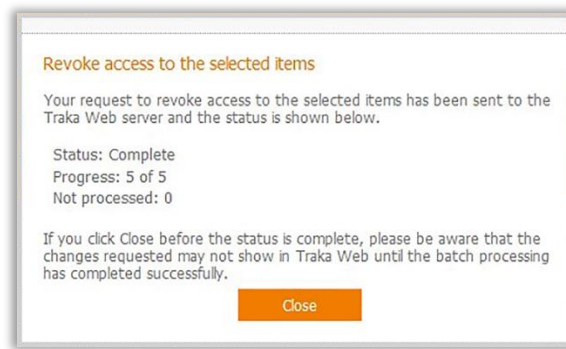 Revoke access to the selected items
Your request to revoke access to the selected items has been sent to the
Traka Web server and the status is shown below.
Status: Complete
Progress: 5 of 5
Not processed: 0
If you click Close before the status is complete, please be aware that the
changes requested may not show in Traka Web until the batch processing
has completed successfully.
Close